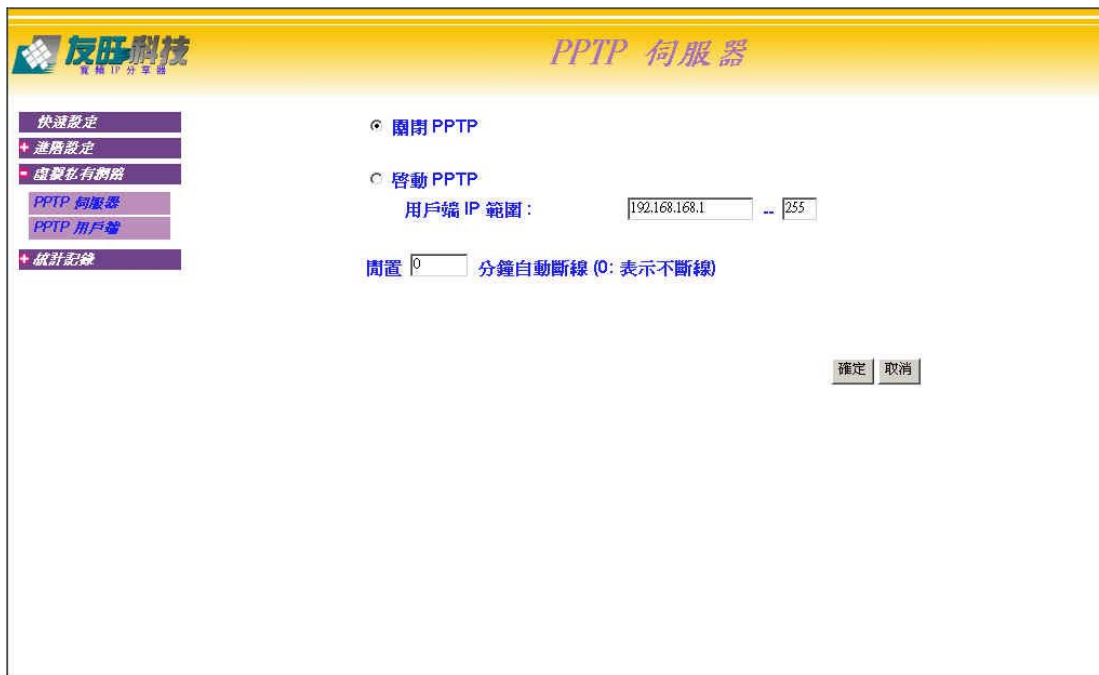 友旺科技
寬頻IP分享器
PPTP 伺服器
快速設定
+ 進階設定
- 虛擬私有網路
PPTP 伺服器
PPTP 用戶端
+ 統計記錄
關閉 PPTP
啓動 PPTP
用戶端 IP 範圍 : 192.168.168.1 -- 255
閒置 0 分鐘自動斷線 (0: 表示不斷線)
確定 取消